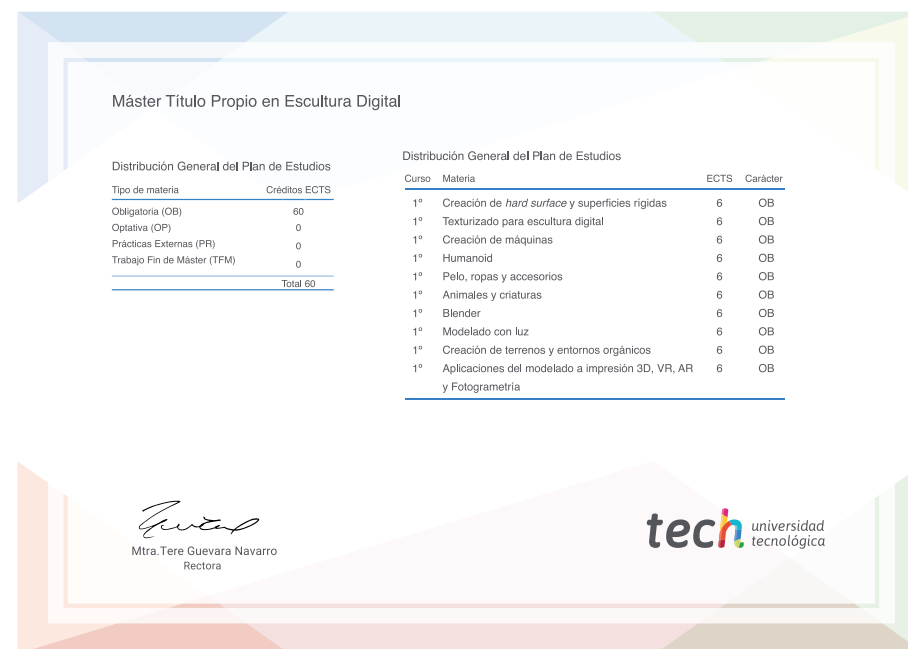 Máster Título Propio en Escultura Digital
Distribución General del Plan de Estudios
Tipo de materia Créditos ECTS
Obligatoria (OB) 60
Optativa (OP) 0
Prácticas Externas (PR) 0
Trabajo Fin de Máster (TFM) 0
Total 60
Distribución General del Plan de Estudios
Curso Materia ECTS Carácter
1º Creación de hard surface y superficies rígidas 6 OB
1º Texturizado para escultura digital 6 OB
1º Creación de máquinas 6 OB
1º Humanoid 6 OB
1º Pelo, ropas y accesorios 6 OB
1º Animales y criaturas 6 OB
1º Blender 6 OB
1º Modelado con luz 6 OB
1º Creación de terrenos y entornos orgánicos 6 OB
1º Aplicaciones del modelado a impresión 3D, VR, AR 6 OB
y Fotogrametría
Mtra.Tere Guevara Navarro
Rectora
tech universidad
tecnológica